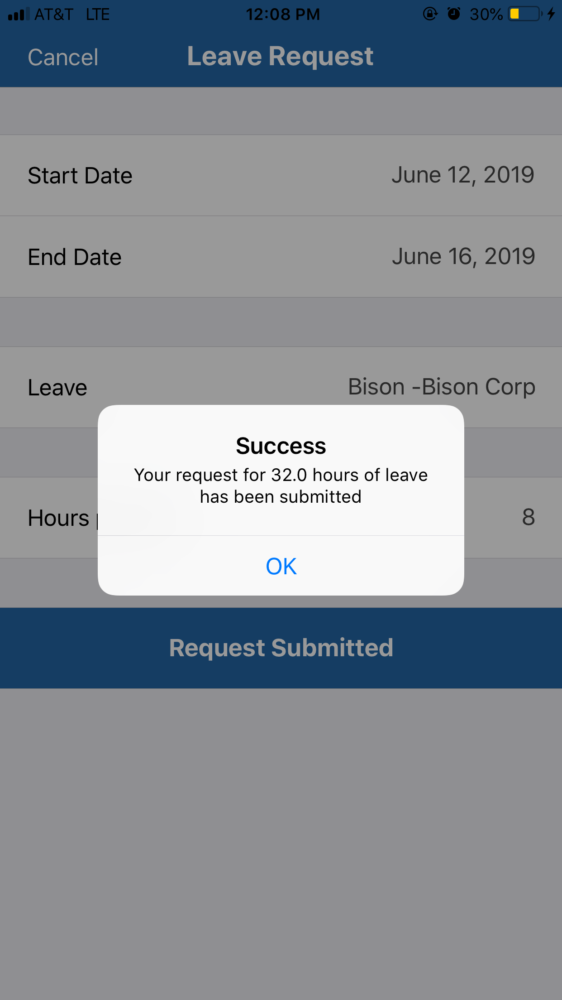 AT&T LTE 12:08 PM 30%
Cancel Leave Request
Start Date June 12, 2019
End Date June 16, 2019
Leave Bison -Bison Corp
Success
Your request for 32.0 hours of leave
has been submitted
Hours 8
OK
Request Submitted